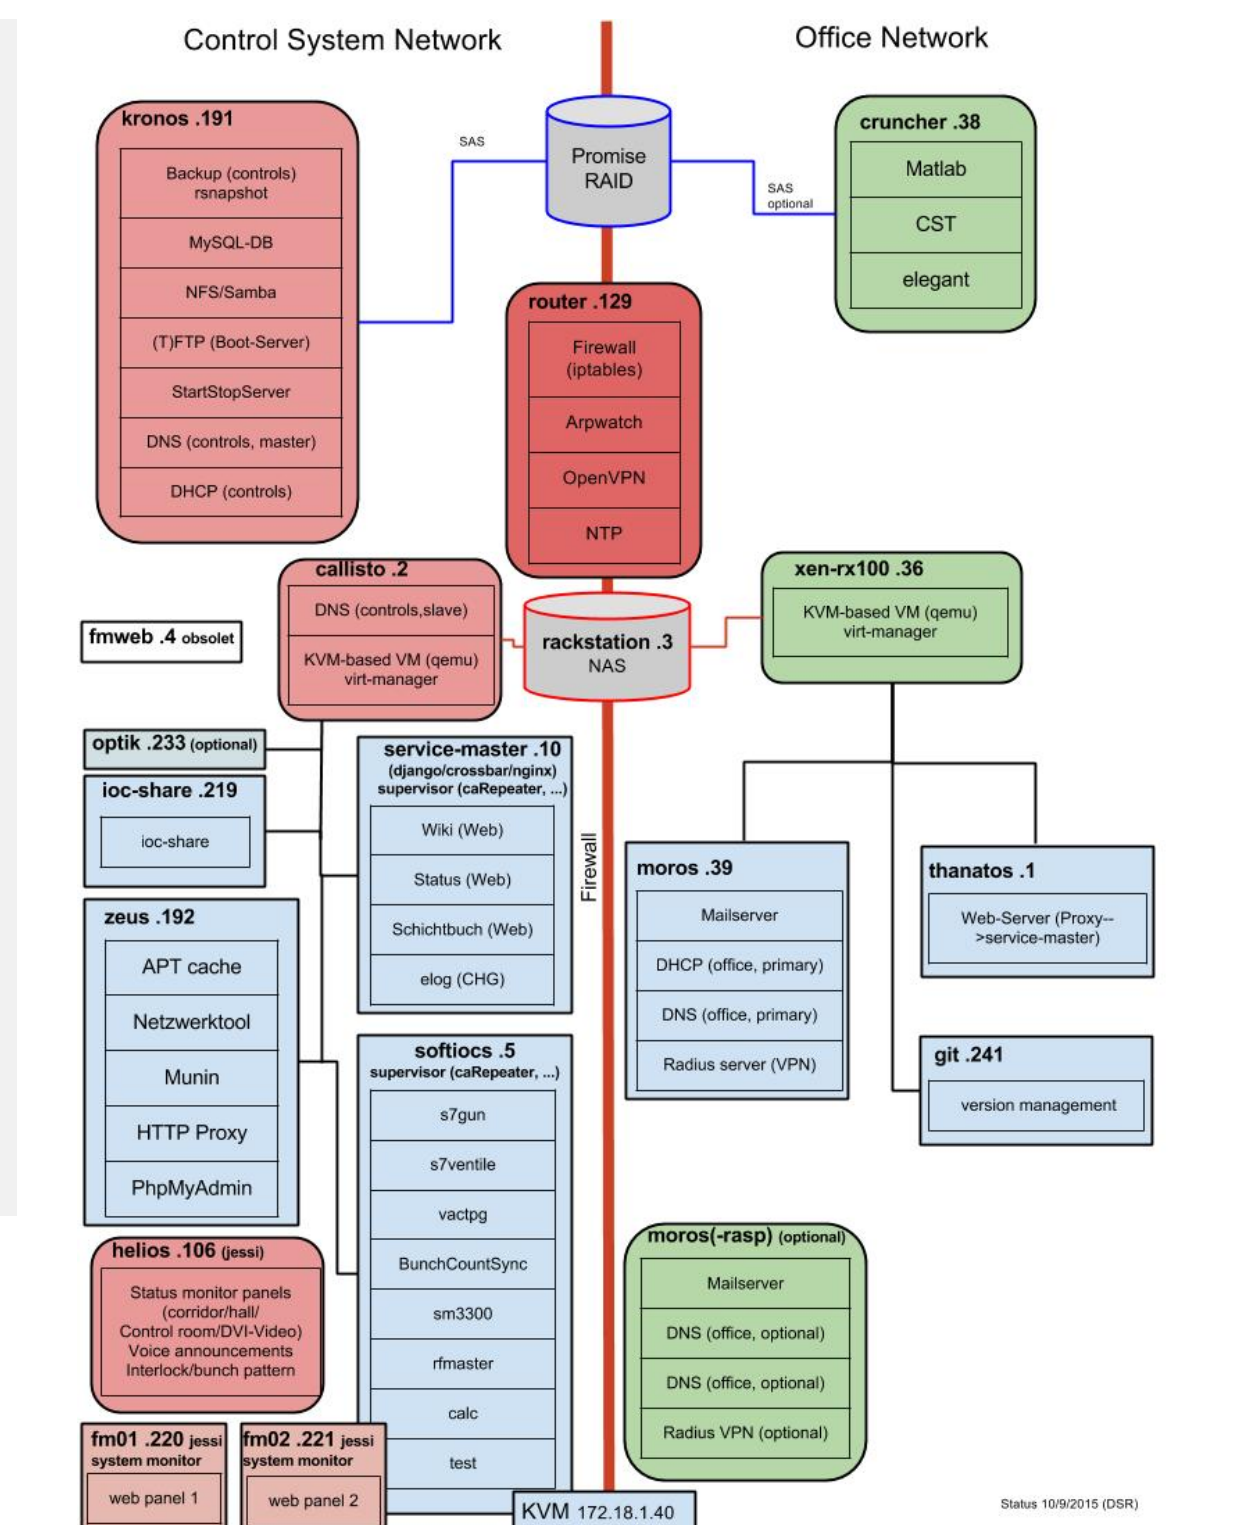 Control System Network
Office Network
kronos .191
Backup (controls)
rsnapshot
MySQL-DB
NFS/Samba
(T)FTP (Boot-Server)
StartStopServer
DNS (controls, master)
DHCP (controls)
SAS
Promise
RAID
SAS
optional
cruncher .38
Matlab
CST
elegant
router .129
Firewall
(iptables)
Arpwatch
OpenVPN
NTP
callisto .2
DNS (controls,slave)
KVM-based VM (qemu)
virt-manager
rackstation .3
NAS
xen-rx100 .36
KVM-based VM (qemu)
virt-manager
fmweb .4 obsolet
optik .233 (optional)
ioc-share .219
ioc-share
service-master .10
(django/crossbar/nginx)
supervisor (caRepeater, ...)
Wiki (Web)
Status (Web)
Schichtbuch (Web)
elog (CHG)
Firewall
moros .39
Mailserver
DHCP (office, primary)
DNS (office, primary)
Radius server (VPN)
thanatos .1
Web-Server (Proxy--
>service-master)
git .241
version management
zeus .192
APT cache
Netzwerktool
Munin
HTTP Proxy
PhpMyAdmin
softiocs .5
supervisor (caRepeater, ...)
s7gun
s7ventile
vactpg
BunchCountSync
sm3300
rfmaster
calc
test
helios .106 (jessi)
Status monitor panels
(corridor/hall/
Control room/DVI-Video)
Voice announcements
Interlock/bunch pattern
moros(-rasp) (optional)
Mailserver
DNS (office, optional)
DNS (office, optional)
Radius VPN (optional)
fm01 .220 jessi
system monitor
web panel 1
fm02 .221 jessi
system monitor
web panel 2
KVM 172.18.1.40
Status 10/9/2015 (DSR)